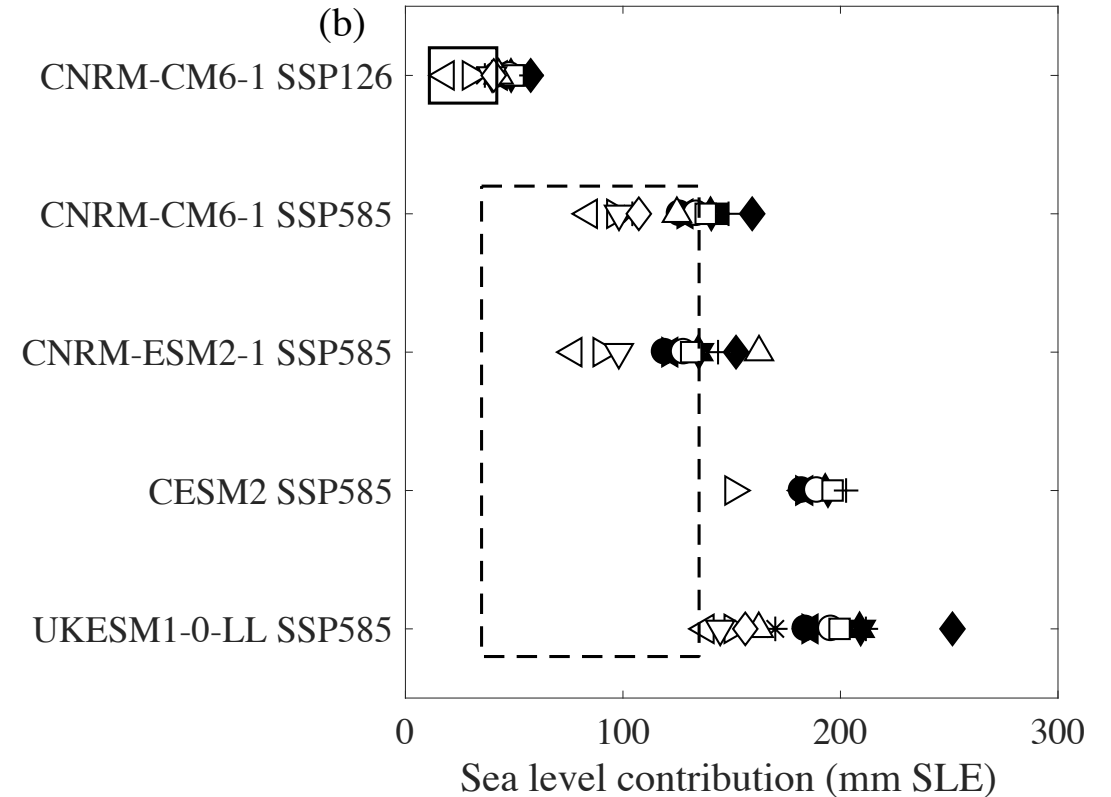 (b)
CNRM-CM6-1 SSP126
CNRM-CM6-1 SSP585
CNRM-ESM2-1 SSP585
CESM2 SSP585
UKESM1-0-LL SSP585
0 100 200 300
Sea level contribution (mm SLE)